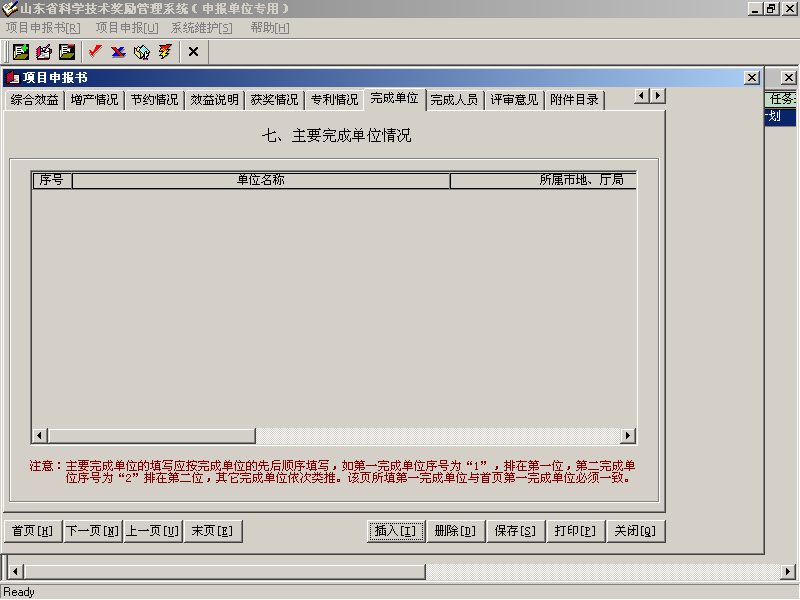 山东省科学技术奖励管理系统(申报单位专用)
项目申报书[R] 项目申报[U] 系统维护[S] 帮助[H]
项目申报书
任务:
划
综合效益 增产情况 节约情况 效益说明 获奖情况 专利情况 完成单位 完成人员 评审意见 附件目录
七、主要完成单位情况
序号 单位名称 所属市地、厅局
注意:主要完成单位的填写应按完成单位的先后顺序填写,如第一完成单位序号为“1”,排在第一位,第二完成单
位序号为“2”排在第二位,其它完成单位依次类推。该页所填第一完成单位与首页第一完成单位必须一致。
首页[H] 下一页[N] 上一页[U] 末页[E] 插入[I] 删除[D] 保存[S] 打印[P] 关闭[Q]
Ready